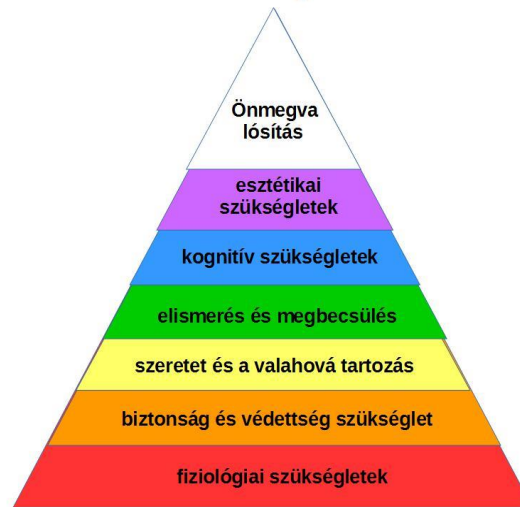 Önmegva
lósítás
esztétikai
szükségletek
kognitív szükségletek
elismerés és megbecsülés
szeretet és a valahová tartozás
biztonság és védettség szükséglet
fiziológiai szükségletek